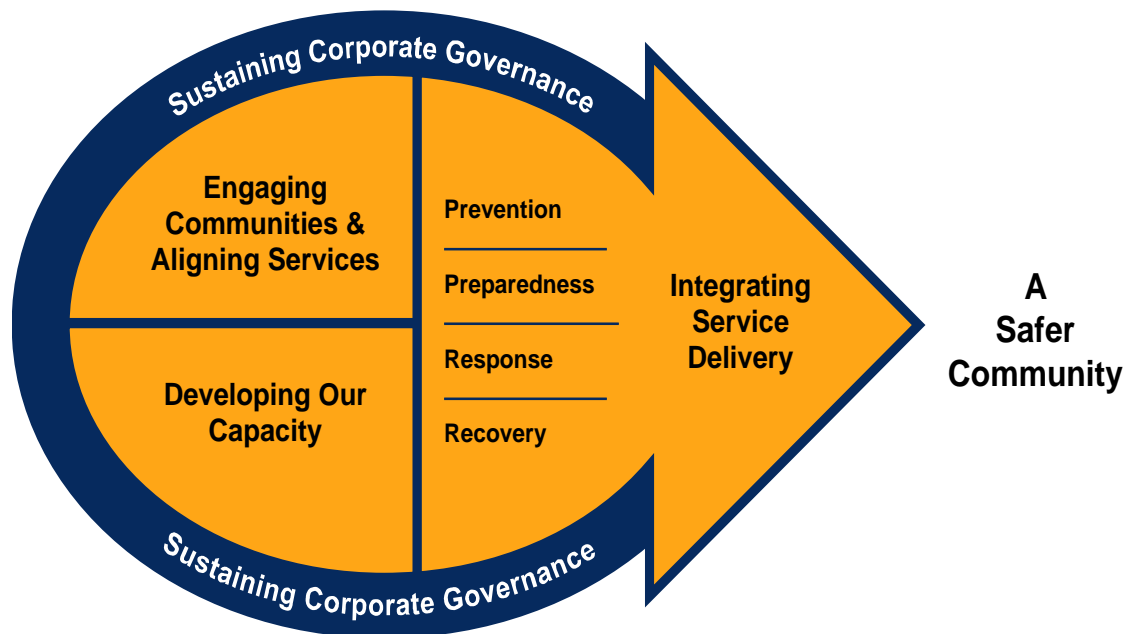 Sustaining Corporate Governance
Engaging
Communities &
Aligning Services
Developing Our
Capacity
Prevention
Preparedness
Response
Recovery
Integrating
Service
Delivery
A
Safer
Community
Sustaining Corporate Governance